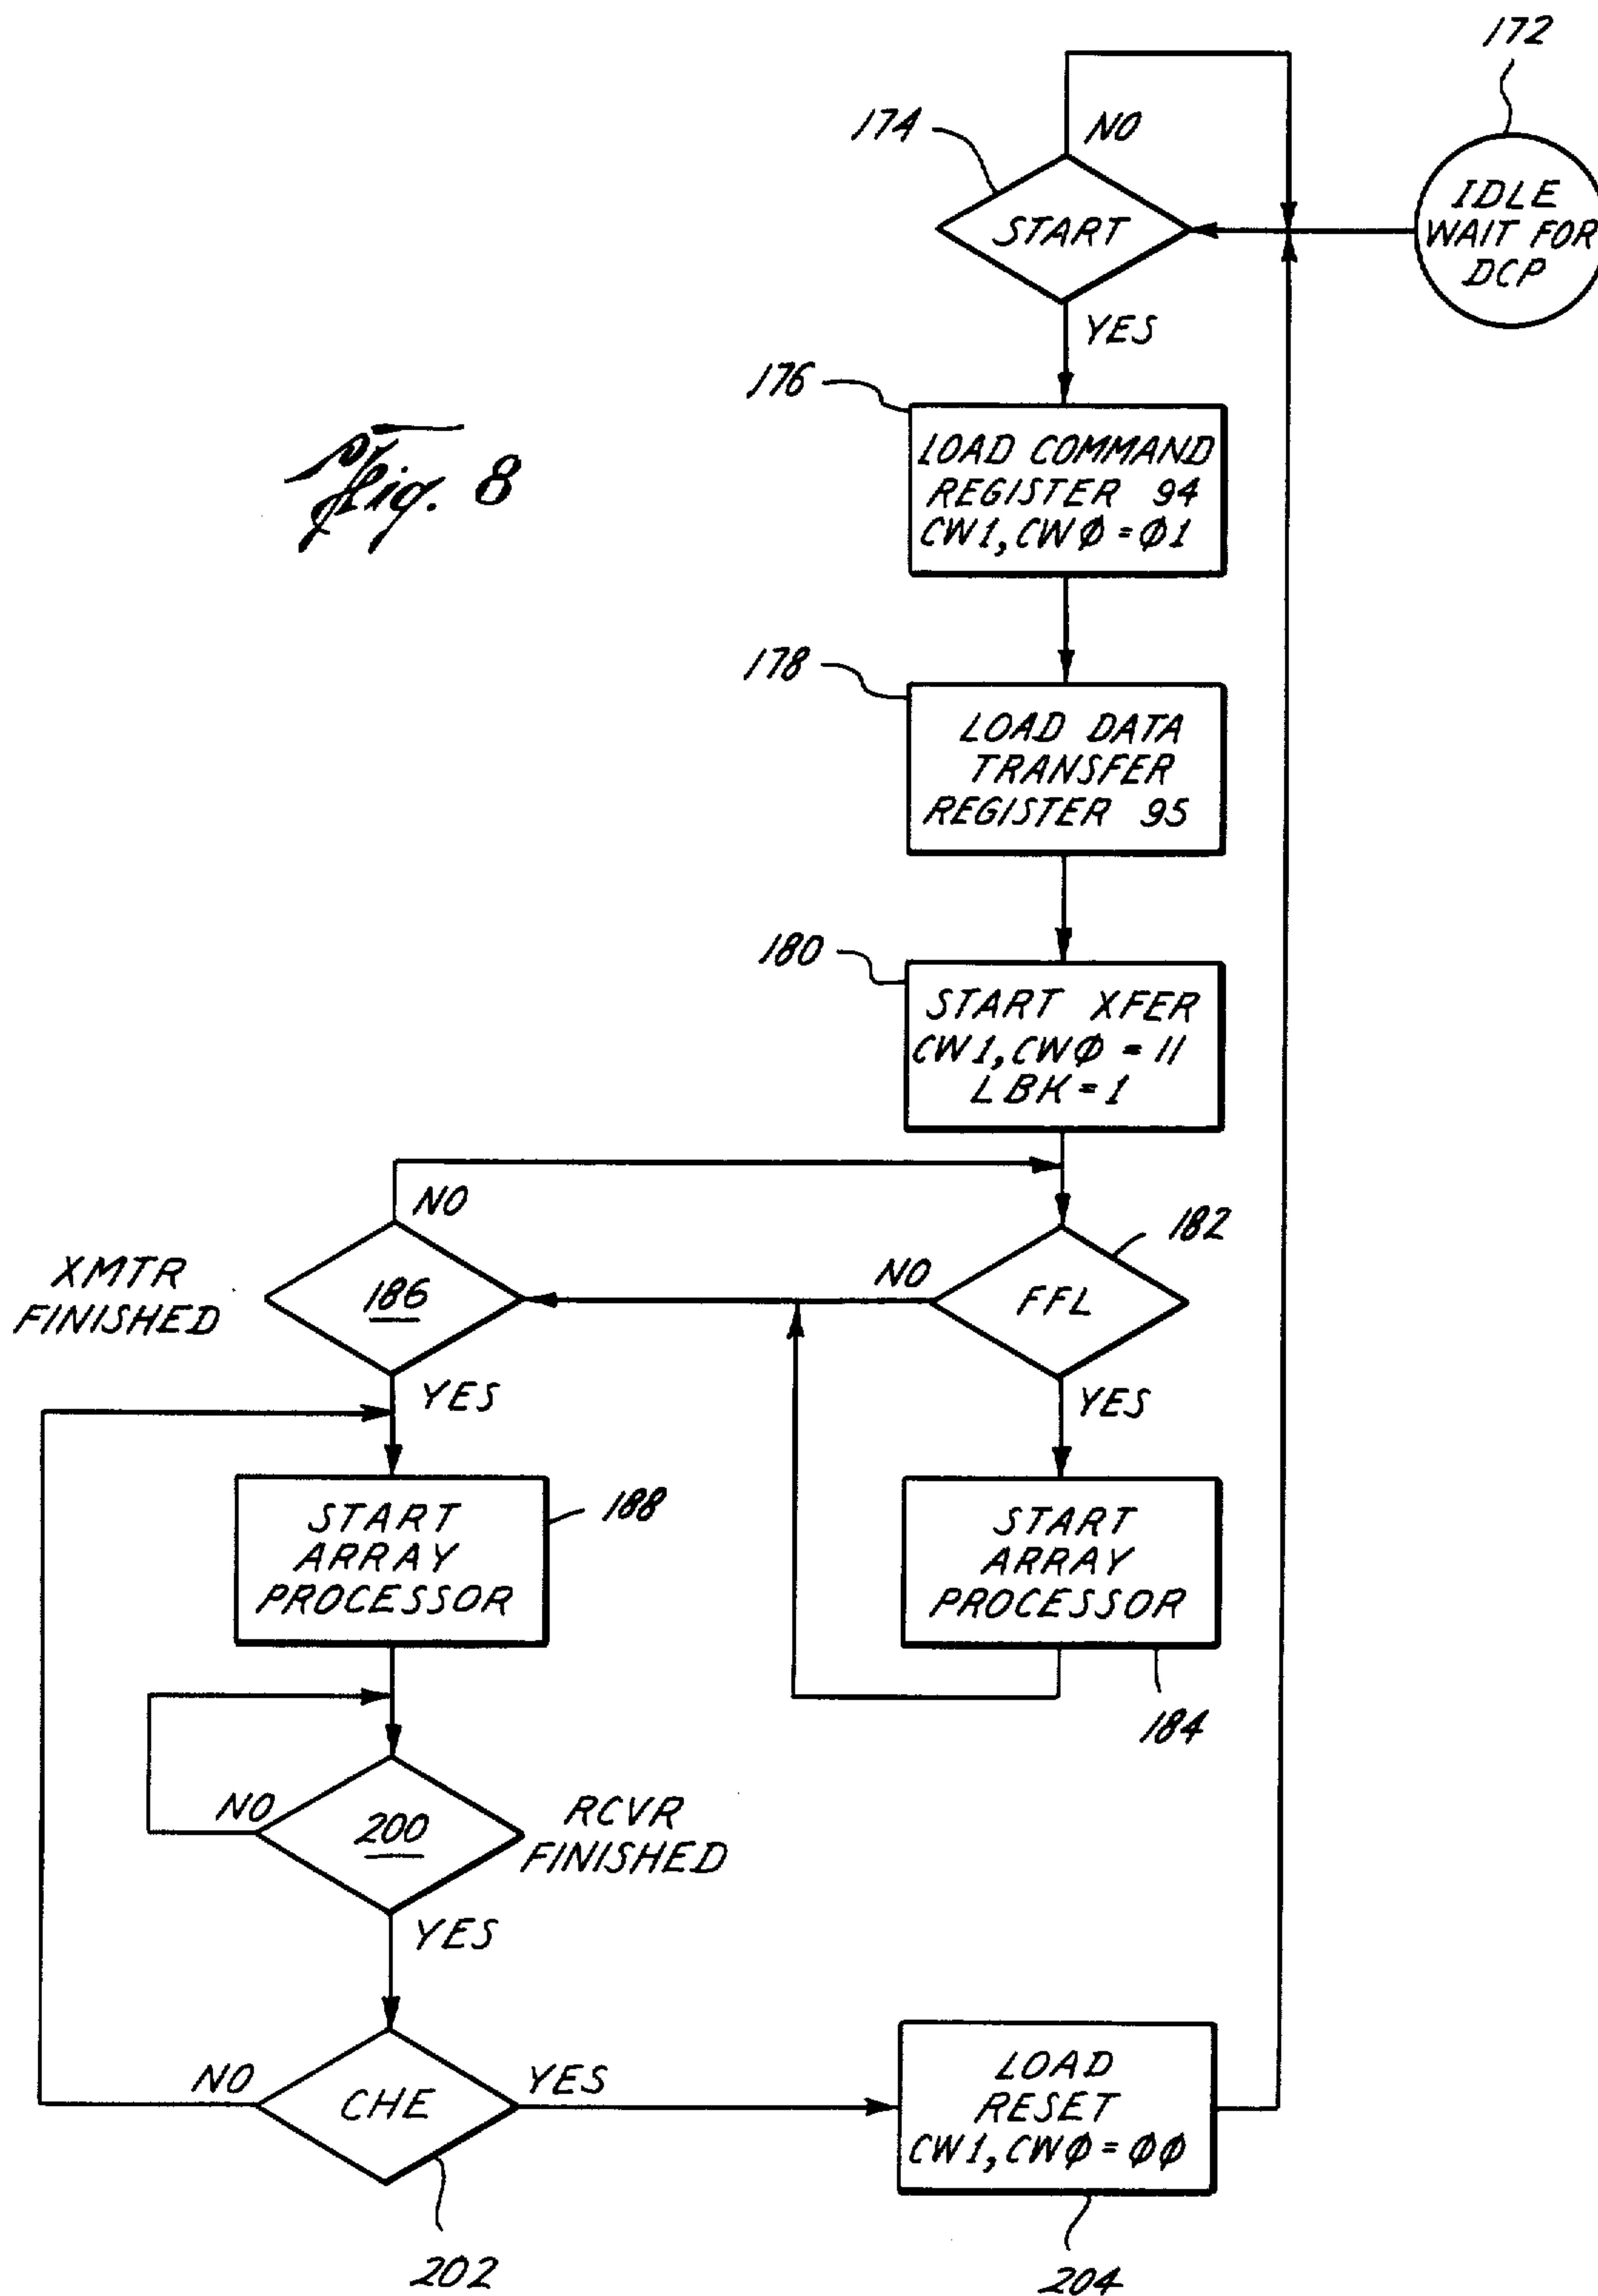 172
174
NO
START
IDLE
WAIT FOR
DCP
YES
176
LOAD COMMAND
REGISTER 94
CW1, CWØ = Ø1
Fig. 8
178
LOAD DATA
TRANSFER
REGISTER 95
180
START XFER
CW1, CWØ = 11
LBK = 1
NO
182
XMTR
FINISHED
186
NO
FFL
YES
YES
START
ARRAY
PROCESSOR
188
START
ARRAY
PROCESSOR
184
NO
200
RCVR
FINISHED
YES
NO
CHE
YES
LOAD
RESET
CW1, CWØ = ØØ
202
204